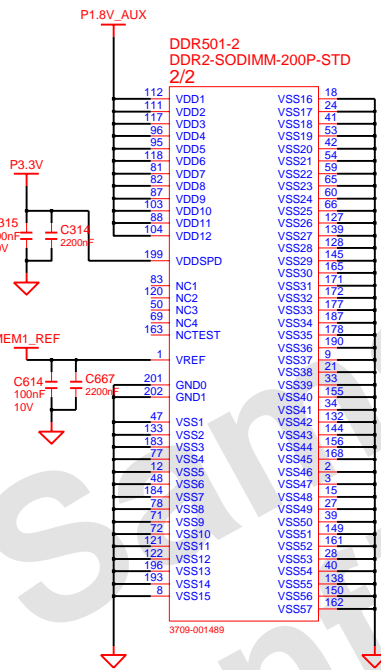 P1.8V_AUX
DDR501-2
DDR2-SODIMM-200P-STD
2/2
112 VDD1
111 VDD2
117 VDD3
96 VDD4
95 VDD5
118 VDD6
81 VDD7
82 VDD8
87 VDD9
103 VDD10
88 VDD11
104 VDD12
199 VDDSPD
83 NC1
120 NC2
50 NC3
69 NC4
163 NCTEST
1 VREF
201 GND0
202 GND1
47 VSS1
133 VSS2
183 VSS3
77 VSS4
12 VSS5
48 VSS6
184 VSS7
78 VSS8
71 VSS9
72 VSS10
121 VSS11
122 VSS12
196 VSS13
193 VSS14
8 VSS15
VSS16 18
VSS17 24
VSS18 41
VSS19 53
VSS20 42
VSS21 54
VSS22 59
VSS23 65
VSS24 60
VSS25 66
VSS26 127
VSS27 139
VSS28 128
VSS29 145
VSS30 165
VSS31 171
VSS32 172
VSS33 177
VSS34 187
VSS35 178
VSS36 190
VSS37 9
VSS38 21
VSS39 33
VSS40 155
VSS41 34
VSS42 132
VSS43 144
VSS44 156
VSS45 168
VSS46 2
VSS47 3
VSS48 15
VSS49 27
VSS50 39
VSS51 149
VSS52 161
VSS53 28
VSS54 40
VSS55 138
VSS56 150
VSS57 162
3709-001489
P3.3V
C314
2200nF
MEM1_REF
C614
100nF
10V
C667
2200nF